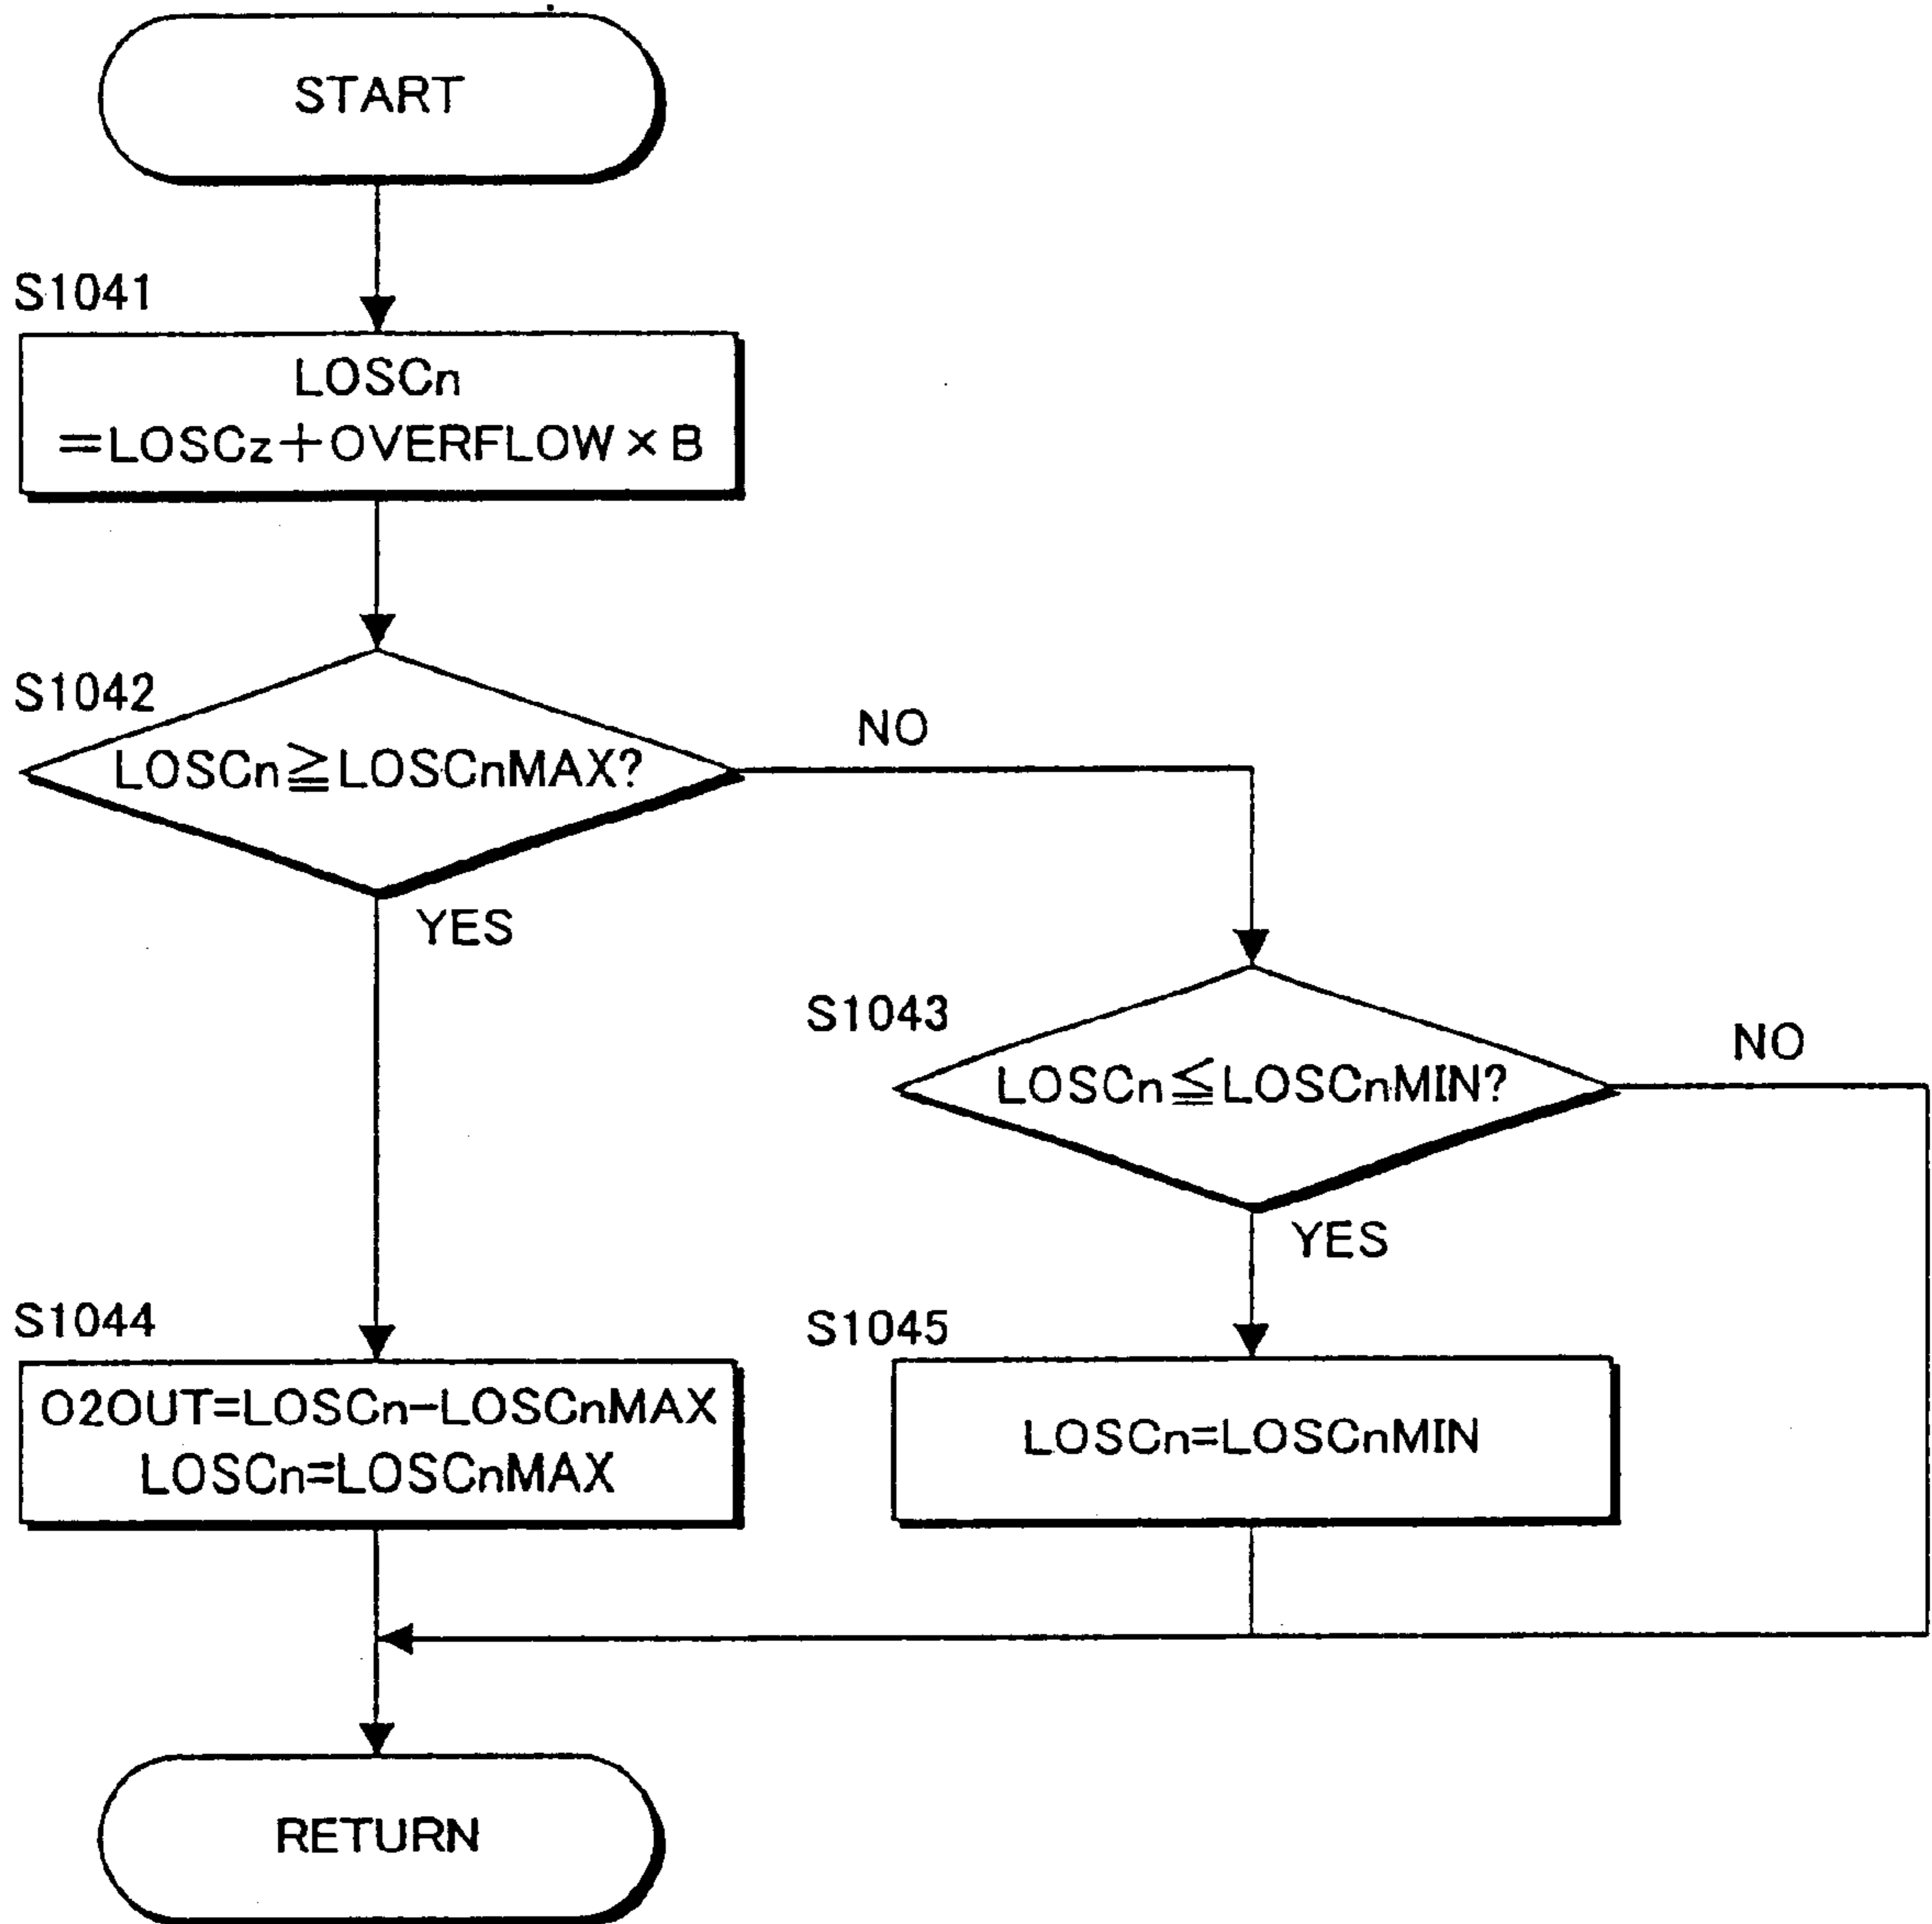 START
S1041
LOSCn
=LOSCz+OVERFLOW×B
S1042
LOSCn≧LOSCnMAX?
NO
YES
S1043
LOSCn≦LOSCnMIN?
NO
YES
S1044
O2OUT=LOSCn-LOSCnMAX
LOSCn=LOSCnMAX
S1045
LOSCn=LOSCnMIN
RETURN